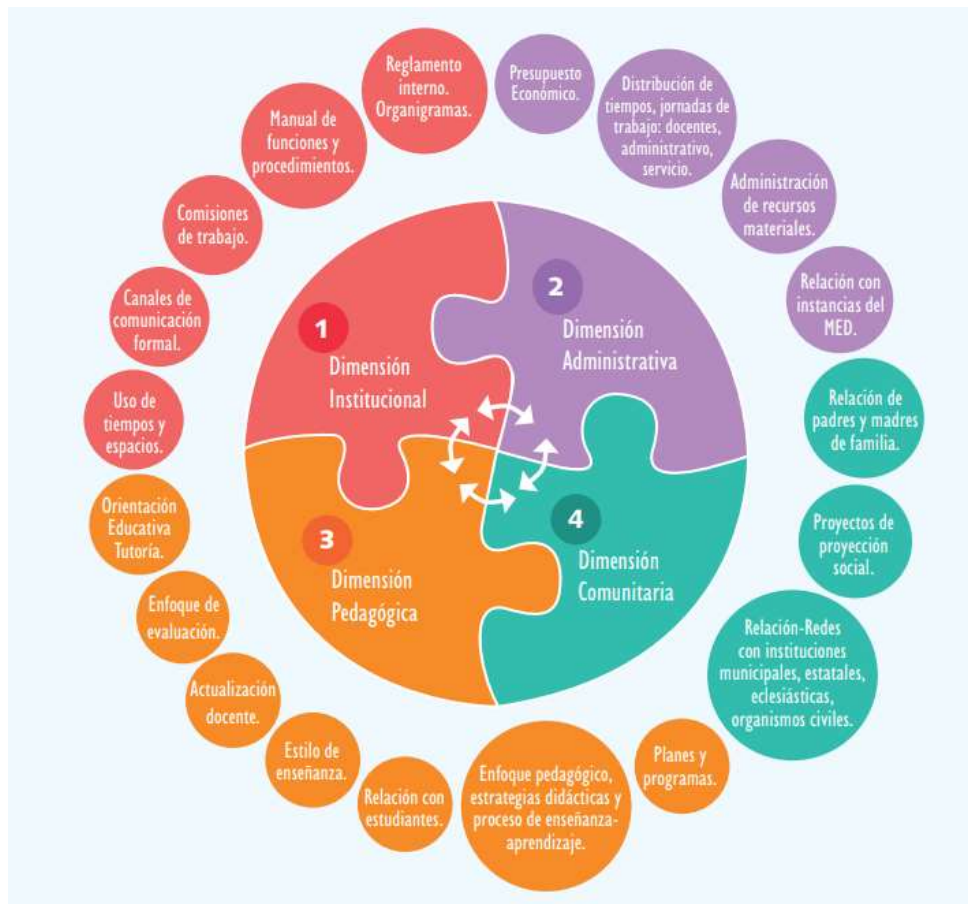 Reglamento
interno.
Organigramas.
Presupuesto
Económico.
Distribución de
tiempos, jornadas de
trabajo: docentes,
administrativo,
servicio.
Manual de
funciones y
procedimientos.
Administración
de recursos
materiales.
Comisiones
de trabajo.
Relación con
instancias del
MED.
Canales de
comunicación
formal.
1
Dimensión
Institucional
2
Dimensión
Administrativa
Uso de
tiempos y
espacios.
Relación de
padres y madres
de familia.
Orientación
Educativa
Tutoría.
3
Dimensión
Pedagógica
4
Dimensión
Comunitaria
Proyectos de
proyección
social.
Enfoque de
evaluación.
Relación-Redes
con instituciones
municipales, estatales,
eclesiásticas,
organismos civiles.
Actualización
docente.
Estilo de
enseñanza.
Relación con
estudiantes.
Enfoque pedagógico,
estrategias didácticas y
proceso de enseñanza-
aprendizaje.
Planes y
programas.